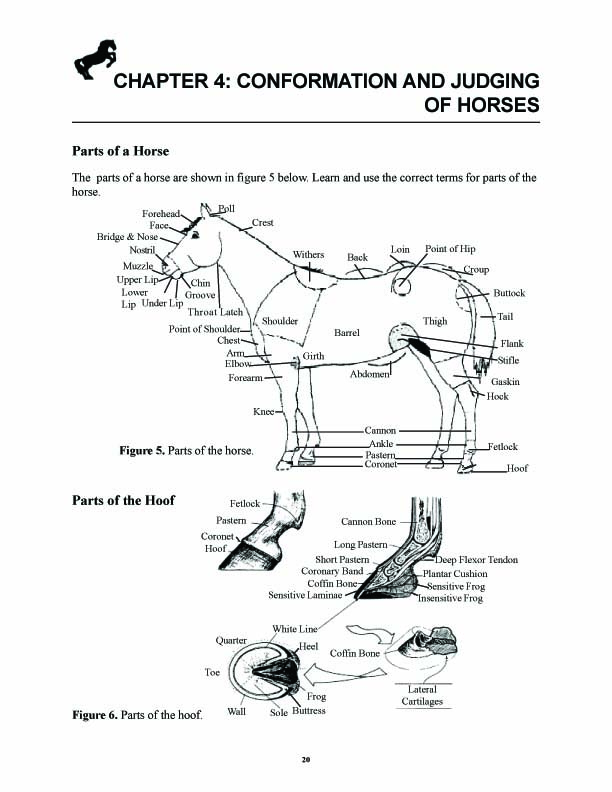 CHAPTER 4: CONFORMATION AND JUDGING
OF HORSES
Parts of a Horse
The parts of a horse are shown in figure 5 below. Learn and use the correct terms for parts of the
horse.
Poll
Forehead
Face
Crest
Bridge & Nose
Nostril
Muzzle
Upper Lip
Lower
Lip
Under Lip
Chin
Groove
Throat Latch
Withers
Back
Loin
Point of Hip
Croup
Buttock
Tail
Point of Shoulder
Shoulder
Barrel
Thigh
Chest
Flank
Arm
Elbow
Girth
Stifle
Forearm
Abdomen
Gaskin
Hock
Knee
Cannon
Ankle
Fetlock
Pastern
Coronet
Hoof
Figure 5. Parts of the horse.
Parts of the Hoof
Fetlock
Pastern
Coronet
Hoof
Cannon Bone
Long Pastern
Short Pastern
Coronary Band
Coffin Bone
Sensitive Laminae
Deep Flexor Tendon
Plantar Cushion
Sensitive Frog
Insensitive Frog
White Line
Quarter
Heel
Coffin Bone
Toe
Frog
Lateral
Cartilages
Wall
Sole
Buttress
Figure 6. Parts of the hoof.
20